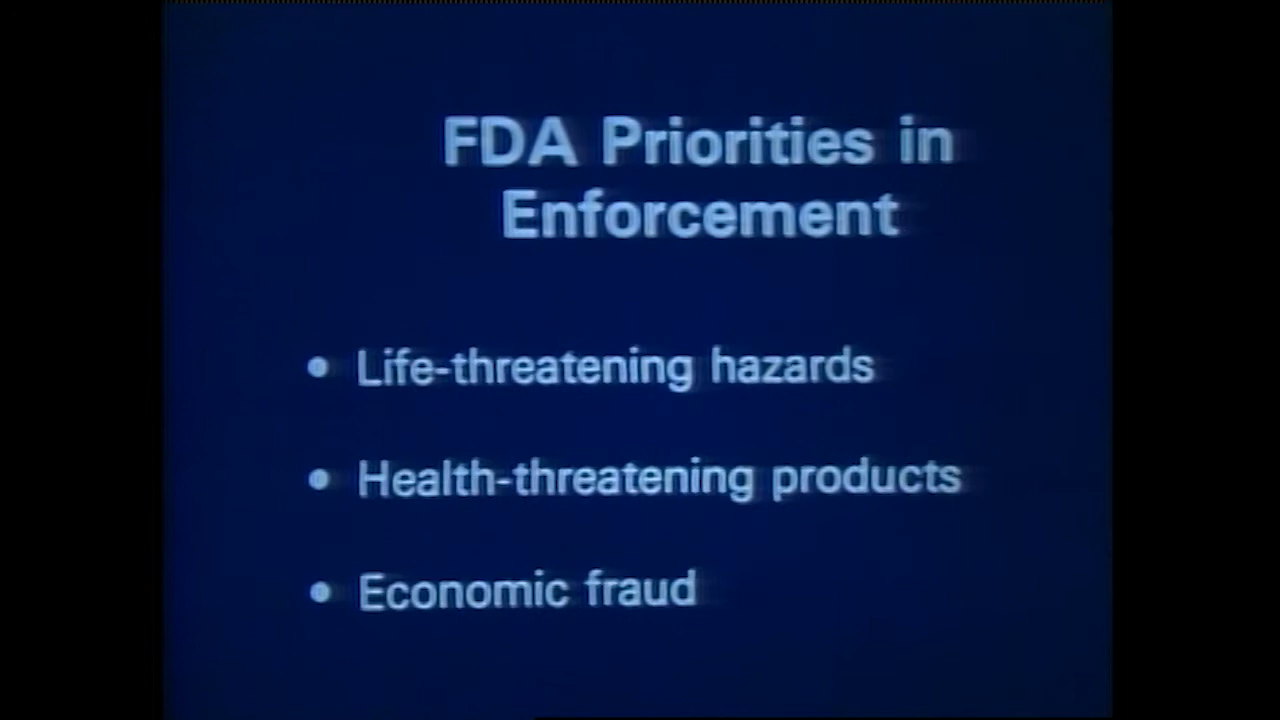 FDA Priorities in
Enforcement
• Life-threatening hazards
• Health-threatening products
• Economic fraud